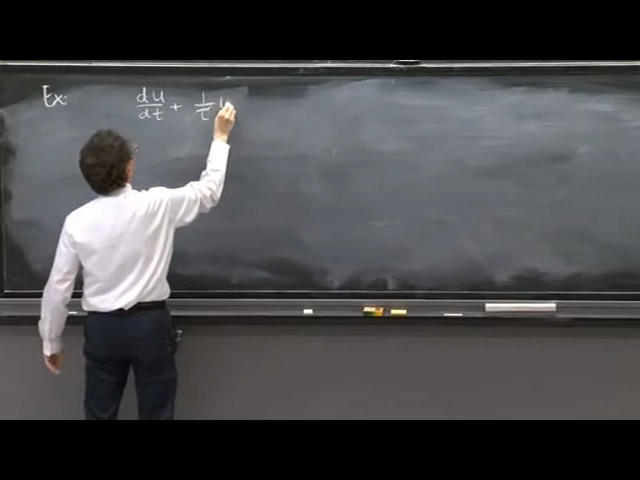 Ex: du/dt + 1/τ u